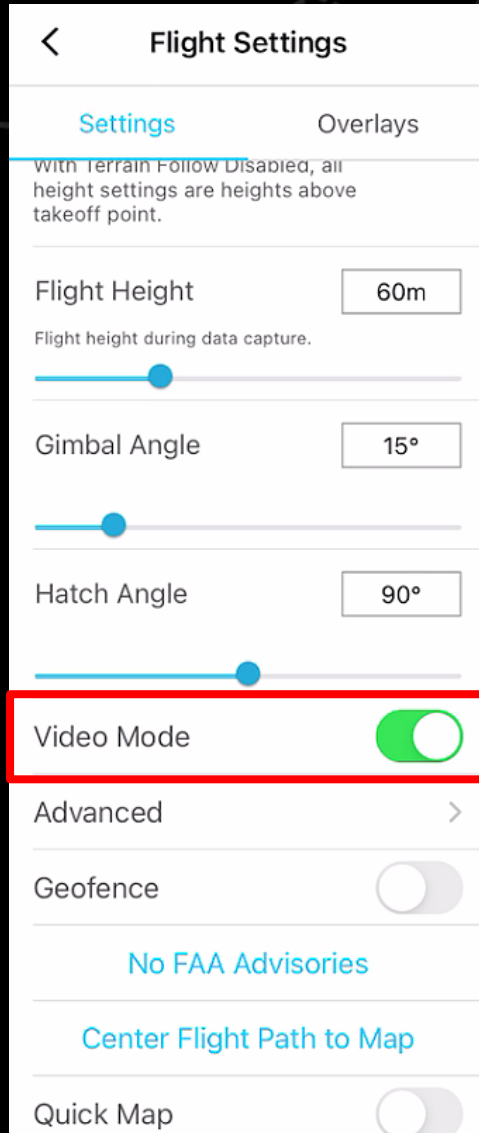 Flight Settings
Settings Overlays
With Terrain Follow Disabled, all
height settings are heights above
takeoff point.
Flight Height 60m
Flight height during data capture.
Gimbal Angle 15°
Hatch Angle 90°
Video Mode
Advanced
Geofence
No FAA Advisories
Center Flight Path to Map
Quick Map